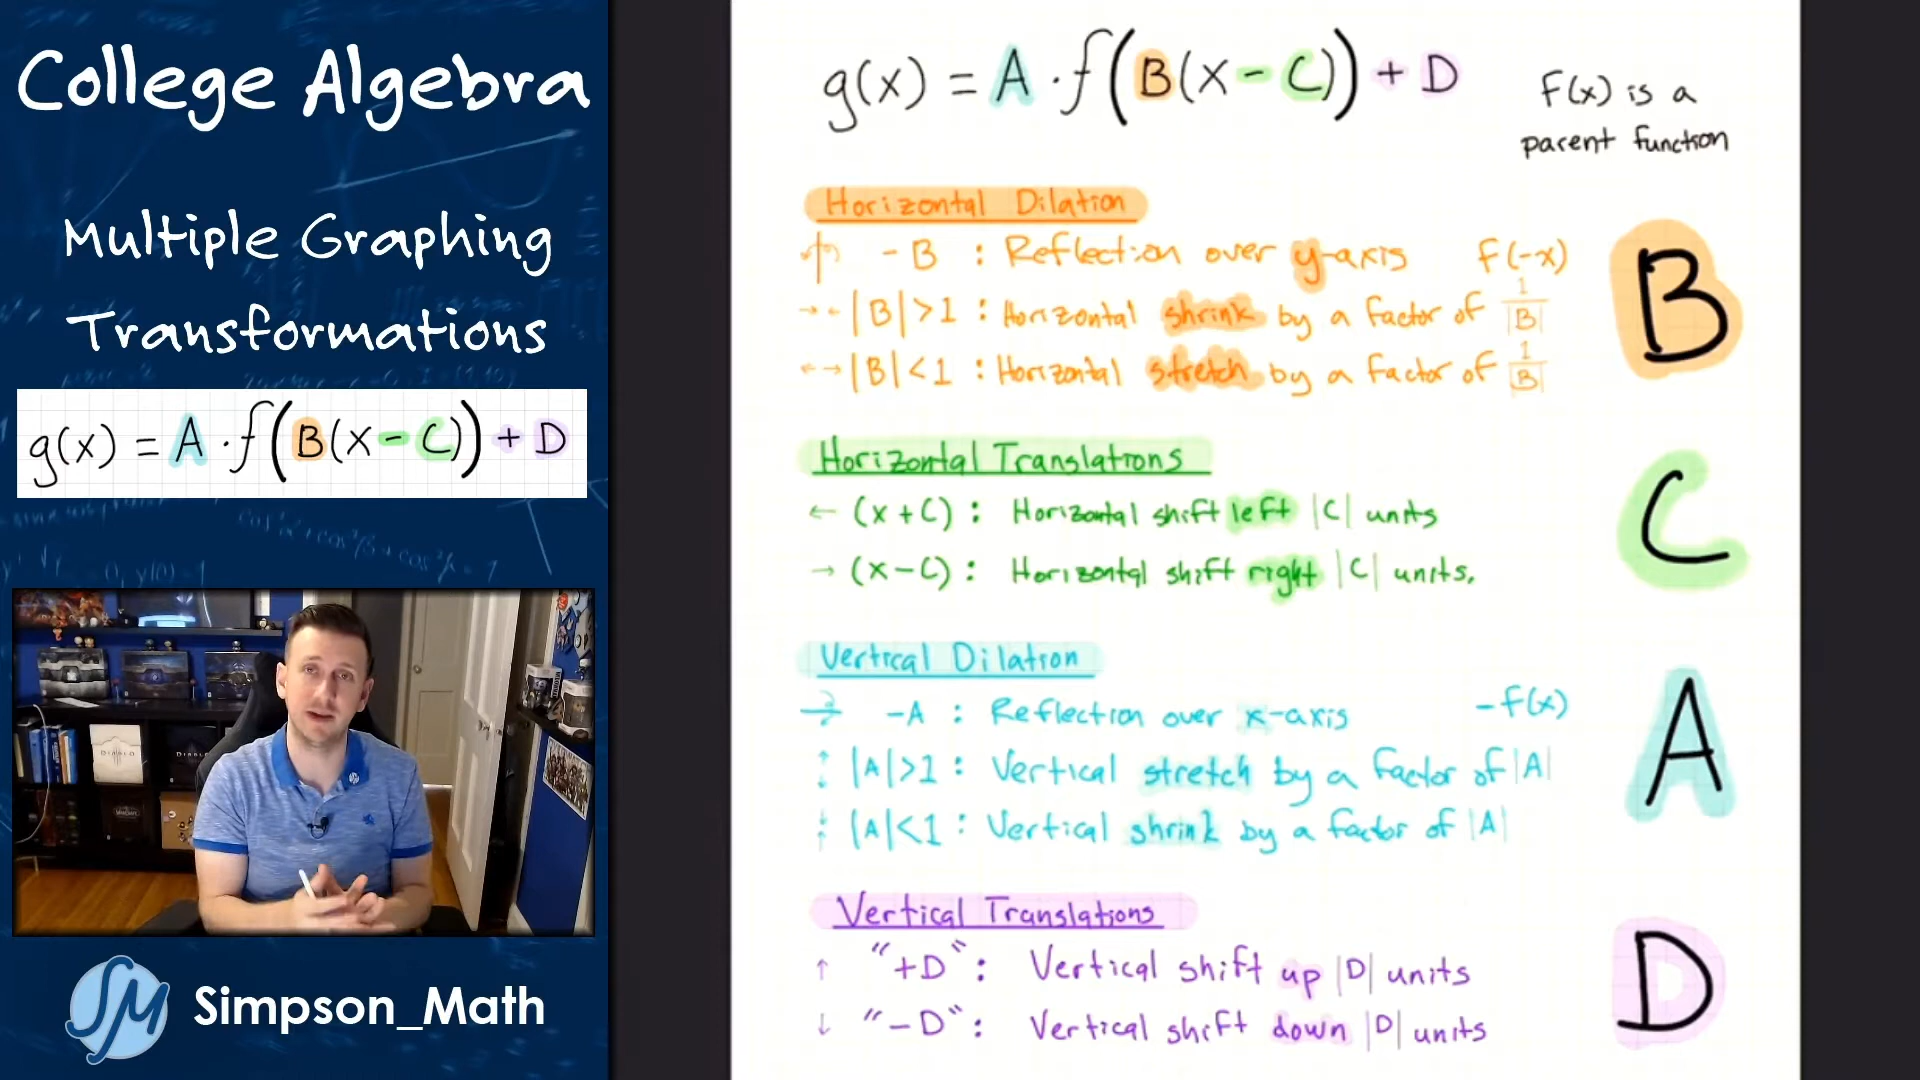 College Algebra
Multiple Graphing
Transformations
g(x) = A · f(B(x - C)) + D
Simpson_Math
g(x) = A · f(B(x - C)) + D
f(x) is a
parent function
Horizontal Dilation
-B : Reflection over y-axis f(-x)
|B|>1 : Horizontal shrink by a factor of 1/|B|
|B|<1 : Horizontal stretch by a factor of 1/|B|
B
Horizontal Translations
← (x+C) : Horizontal shift left |C| units
→ (x-C) : Horizontal shift right |C| units.
C
Vertical Dilation
-A : Reflection over x-axis -f(x)
|A|>1 : Vertical stretch by a factor of |A|
|A|<1 : Vertical shrink by a factor of |A|
A
Vertical Translations
↑ "+D" : Vertical shift up |D| units
↓ "-D" : Vertical shift down |D| units
D
DIABLO